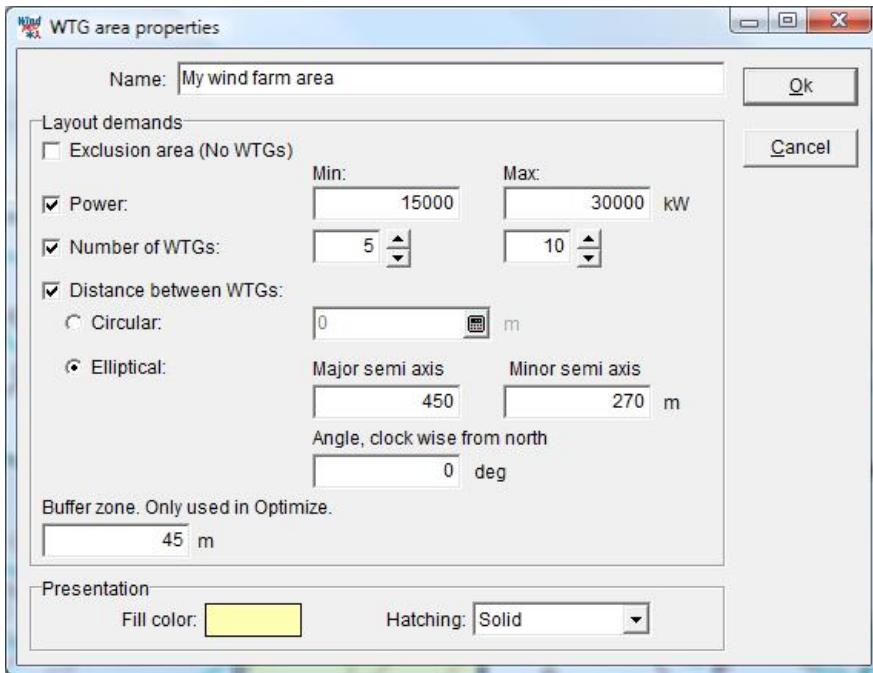 WTG area properties
Name: My wind farm area
Ok
Layout demands
Cancel
Exclusion area (No WTGs)
Min: Max:
Power: 15000 30000 kW
Number of WTGs: 5 10
Distance between WTGs:
Circular: 0 m
Elliptical: Major semi axis Minor semi axis
450 270 m
Angle, clock wise from north
0 deg
Buffer zone. Only used in Optimize.
45 m
Presentation
Fill color: Hatching: Solid